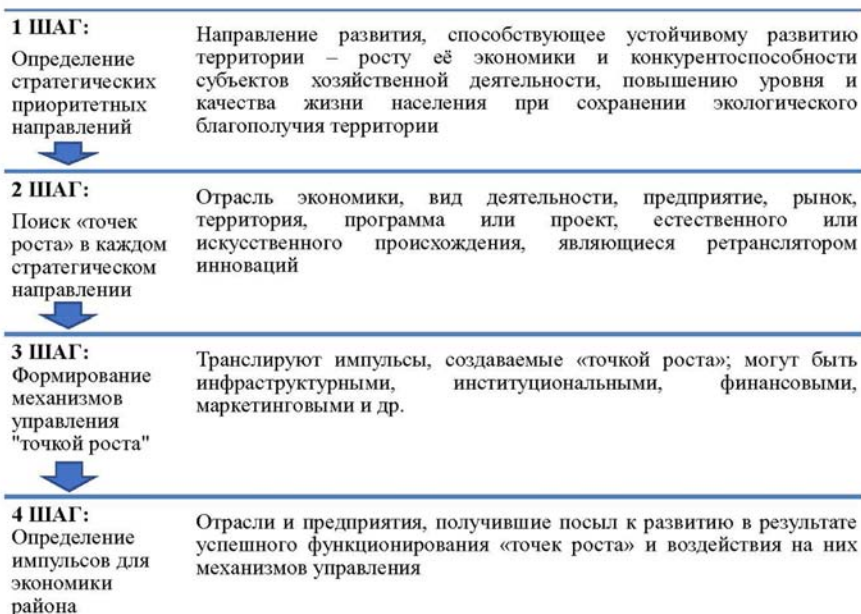 1 ШАГ:
Определение
стратегических
приоритетных
направлений
Направление развития, способствующее устойчивому развитию
территории – росту её экономики и конкурентоспособности
субъектов хозяйственной деятельности, повышению уровня и
качества жизни населения при сохранении экологического
благополучия территории
2 ШАГ:
Поиск «точек
роста» в каждом
стратегическом
направлении
Отрасль экономики, вид деятельности, предприятие, рынок,
территория, программа или проект, естественного или
искусственного происхождения, являющиеся ретранслятором
инноваций
3 ШАГ:
Формирование
механизмов
управления
"точкой роста"
Транслируют импульсы, создаваемые «точкой роста»; могут быть
инфраструктурными, институциональными, финансовыми,
маркетинговыми и др.
4 ШАГ:
Определение
импульсов для
экономики
района
Отрасли и предприятия, получившие посыл к развитию в результате
успешного функционирования «точек роста» и воздействия на них
механизмов управления